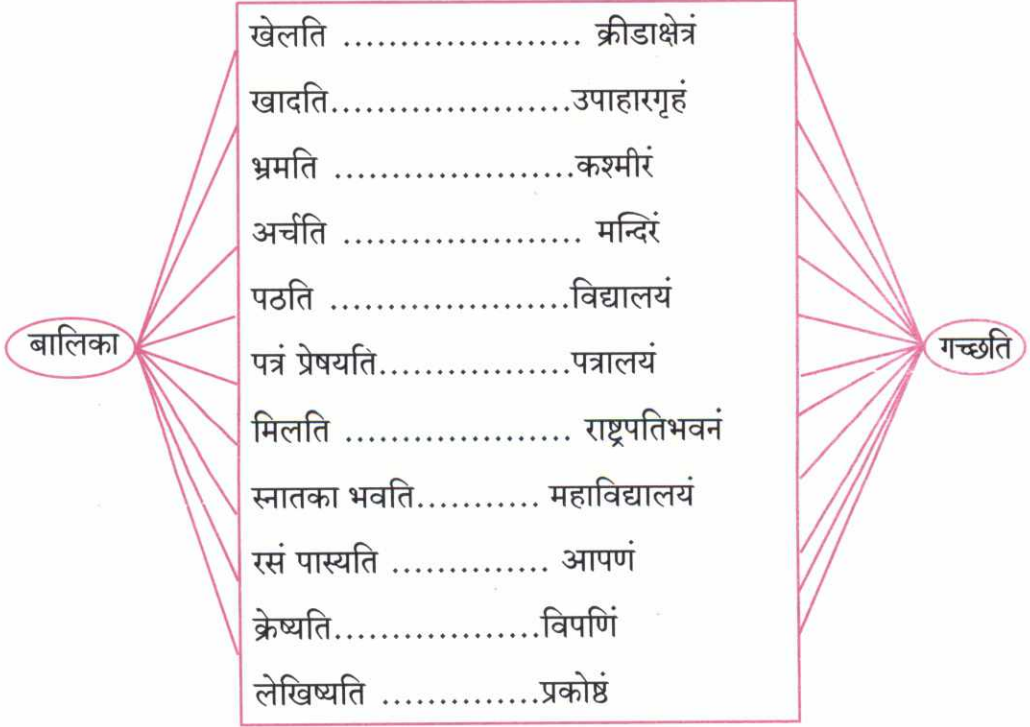 खेलति ...................... क्रीडाक्षेत्रं
खादति......................उपाहारगृहं
भ्रमति ......................कश्मीरं
अर्चति ...................... मन्दिरं
पठति ......................विद्यालयं
बालिका
गच्छति
पत्रं प्रेषयति..................पत्रालयं
मिलति ..................... राष्ट्रपतिभवनं
स्नातका भवति........... महाविद्यालयं
रसं पास्यति .............. आपणं
क्रेष्यति...................विपणिं
लेखिष्यति ..............प्रकोष्ठं